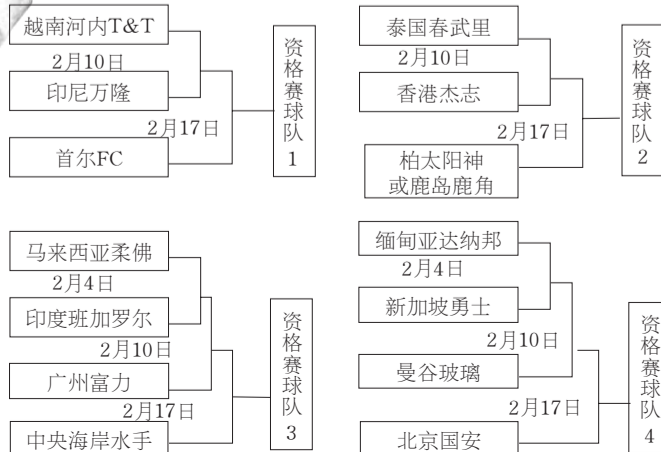 越南河内T&T
2月10日
印尼万隆
2月17日
首尔FC
资格赛球队1
泰国春武里
2月10日
香港杰志
2月17日
柏太阳神
或鹿岛鹿角
资格赛球队2
马来西亚柔佛
2月4日
印度班加罗尔
2月10日
广州富力
2月17日
中央海岸水手
资格赛球队3
缅甸亚达纳邦
2月4日
新加坡勇士
2月10日
曼谷玻璃
2月17日
北京国安
资格赛球队4